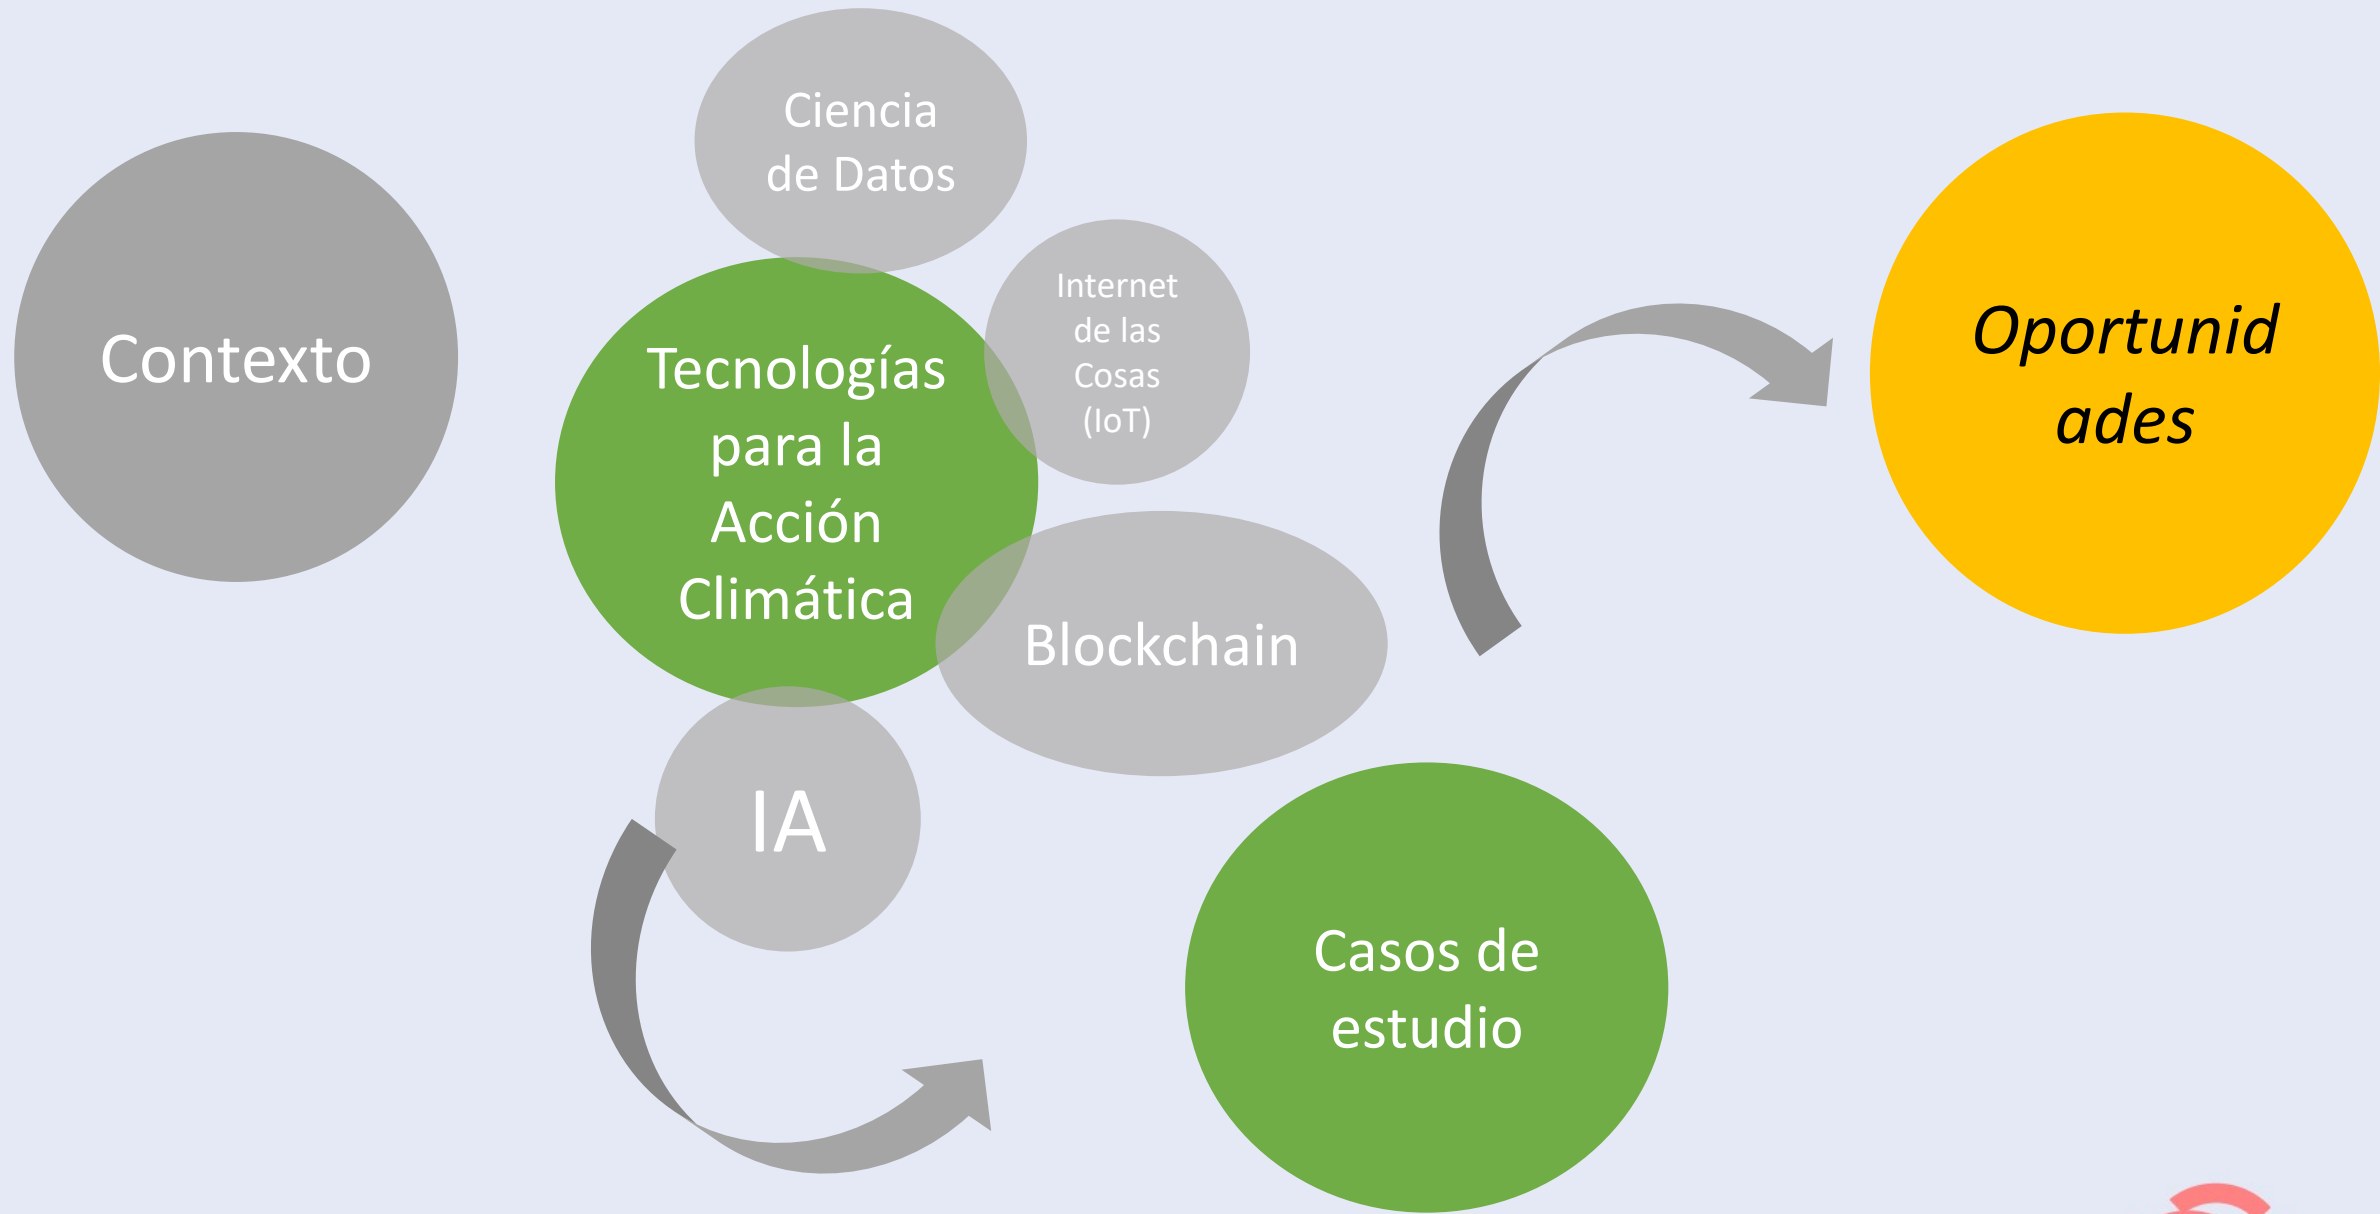 Contexto
Ciencia
de Datos
Tecnologías
para la
Acción
Climática
Internet
de las
Cosas
(IoT)
Blockchain
IA
Casos de
estudio
Oportunid
ades